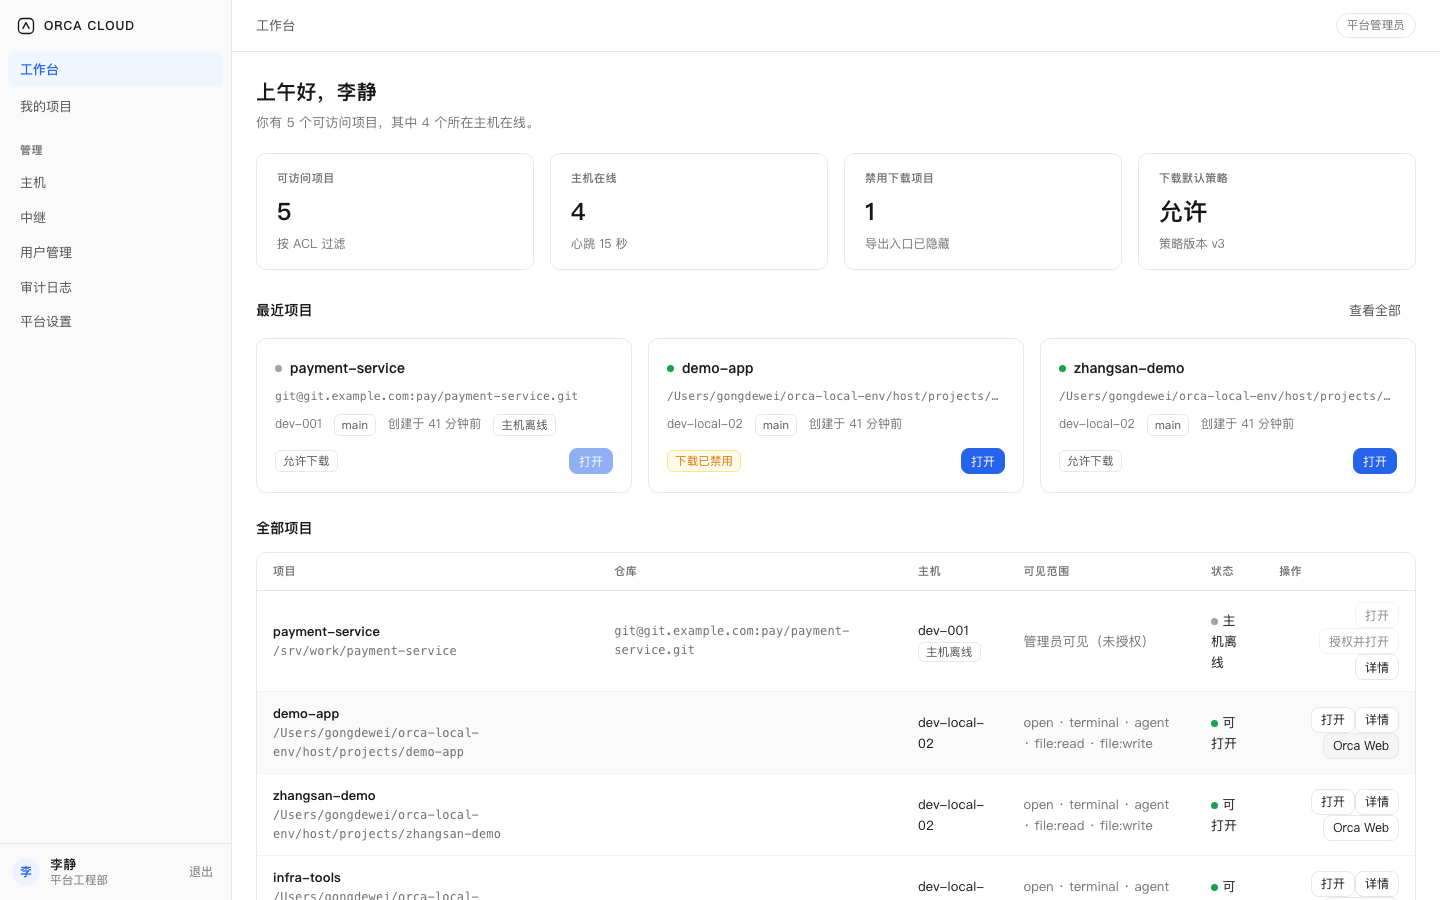 ORCA CLOUD
工作台
我的项目
管理
主机
中继
用户管理
审计日志
平台设置
李
李静
平台工程部
退出
工作台
平台管理员
上午好，李静
你有 5 个可访问项目，其中 4 个所在主机在线。
可访问项目
5
按 ACL 过滤
主机在线
4
心跳 15 秒
禁用下载项目
1
导出入口已隐藏
下载默认策略
允许
策略版本 v3
最近项目
查看全部
payment-service
git@git.example.com:pay/payment-service.git
dev-001 main 创建于 41 分钟前 主机离线
允许下载 打开
demo-app
/Users/gongdewei/orca-local-env/host/projects/…
dev-local-02 main 创建于 41 分钟前
下载已禁用 打开
zhangsan-demo
/Users/gongdewei/orca-local-env/host/projects/…
dev-local-02 main 创建于 41 分钟前
允许下载 打开
全部项目
项目 仓库 主机 可见范围 状态 操作
payment-service
/srv/work/payment-service
git@git.example.com:pay/payment-
service.git
dev-001
主机离线
管理员可见（未授权）
主
机离
线
打开
授权并打开
详情
demo-app
/Users/gongdewei/orca-local-
env/host/projects/demo-app
dev-local-
02
open · terminal · agent
· file:read · file:write
可
打开
打开 详情
Orca Web
zhangsan-demo
/Users/gongdewei/orca-local-
env/host/projects/zhangsan-demo
dev-local-
02
open · terminal · agent
· file:read · file:write
可
打开
打开 详情
Orca Web
infra-tools
/Users/gongdewei/orca-local-
dev-local-
open · terminal · agent
可
打开 详情